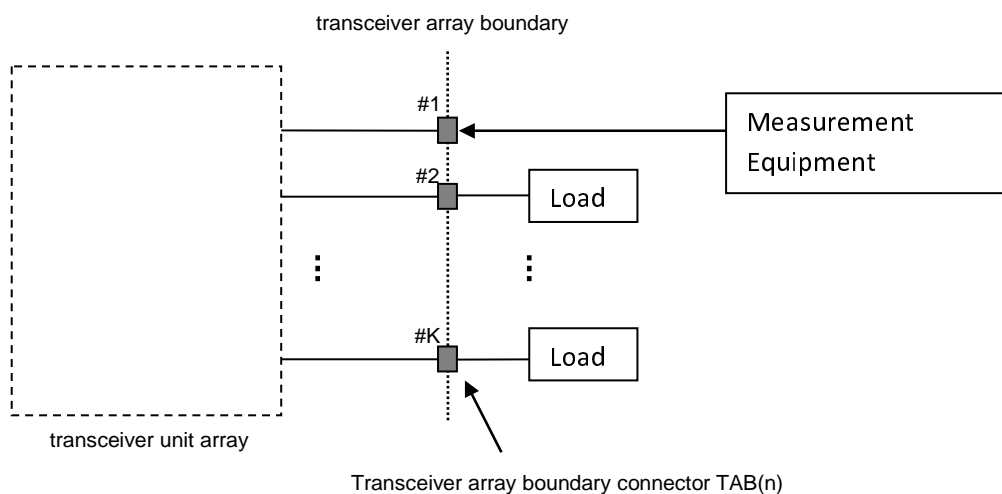 transceiver array boundary
#1
Measurement
Equipment
#2
Load
#K
Load
transceiver unit array
Transceiver array boundary connector TAB(n)